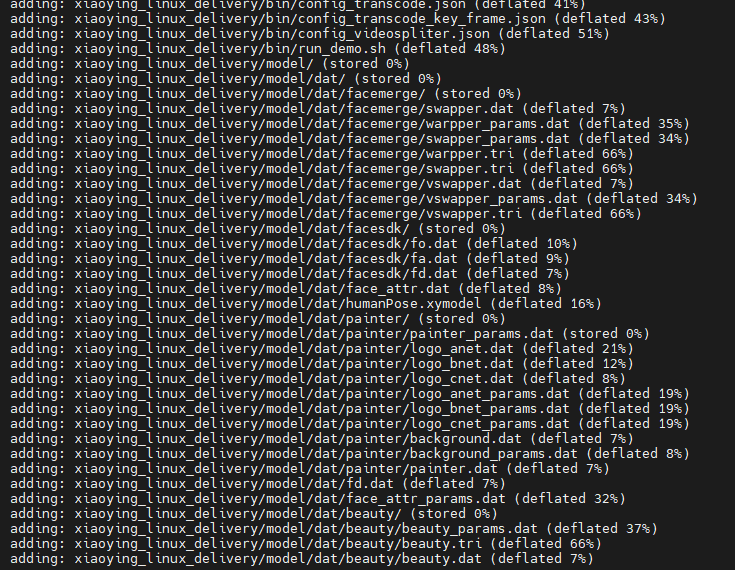 adding: xiaoying_linux_delivery/bin/config_transcode.json (deflated 41%)
adding: xiaoying_linux_delivery/bin/config_transcode_key_frame.json (deflated 43%)
adding: xiaoying_linux_delivery/bin/config_videospliter.json (deflated 51%)
adding: xiaoying_linux_delivery/bin/run_demo.sh (deflated 48%)
adding: xiaoying_linux_delivery/model/ (stored 0%)
adding: xiaoying_linux_delivery/model/dat/ (stored 0%)
adding: xiaoying_linux_delivery/model/dat/facemerge/ (stored 0%)
adding: xiaoying_linux_delivery/model/dat/facemerge/swapper.dat (deflated 7%)
adding: xiaoying_linux_delivery/model/dat/facemerge/warpper_params.dat (deflated 35%)
adding: xiaoying_linux_delivery/model/dat/facemerge/swapper_params.dat (deflated 34%)
adding: xiaoying_linux_delivery/model/dat/facemerge/warpper.tri (deflated 66%)
adding: xiaoying_linux_delivery/model/dat/facemerge/swapper.tri (deflated 66%)
adding: xiaoying_linux_delivery/model/dat/facemerge/vswapper.dat (deflated 7%)
adding: xiaoying_linux_delivery/model/dat/facemerge/vswapper_params.dat (deflated 34%)
adding: xiaoying_linux_delivery/model/dat/facemerge/vswapper.tri (deflated 66%)
adding: xiaoying_linux_delivery/model/dat/facesdk/ (stored 0%)
adding: xiaoying_linux_delivery/model/dat/facesdk/fo.dat (deflated 10%)
adding: xiaoying_linux_delivery/model/dat/facesdk/fa.dat (deflated 9%)
adding: xiaoying_linux_delivery/model/dat/facesdk/fd.dat (deflated 7%)
adding: xiaoying_linux_delivery/model/dat/face_attr.dat (deflated 8%)
adding: xiaoying_linux_delivery/model/dat/humanPose.xymodel (deflated 16%)
adding: xiaoying_linux_delivery/model/dat/painter/ (stored 0%)
adding: xiaoying_linux_delivery/model/dat/painter/painter_params.dat (stored 0%)
adding: xiaoying_linux_delivery/model/dat/painter/logo_anet.dat (deflated 21%)
adding: xiaoying_linux_delivery/model/dat/painter/logo_bnet.dat (deflated 12%)
adding: xiaoying_linux_delivery/model/dat/painter/logo_cnet.dat (deflated 8%)
adding: xiaoying_linux_delivery/model/dat/painter/logo_anet_params.dat (deflated 19%)
adding: xiaoying_linux_delivery/model/dat/painter/logo_bnet_params.dat (deflated 19%)
adding: xiaoying_linux_delivery/model/dat/painter/logo_cnet_params.dat (deflated 19%)
adding: xiaoying_linux_delivery/model/dat/painter/background.dat (deflated 7%)
adding: xiaoying_linux_delivery/model/dat/painter/background_params.dat (deflated 8%)
adding: xiaoying_linux_delivery/model/dat/painter/painter.dat (deflated 7%)
adding: xiaoying_linux_delivery/model/dat/fd.dat (deflated 7%)
adding: xiaoying_linux_delivery/model/dat/face_attr_params.dat (deflated 32%)
adding: xiaoying_linux_delivery/model/dat/beauty/ (stored 0%)
adding: xiaoying_linux_delivery/model/dat/beauty/beauty_params.dat (deflated 37%)
adding: xiaoying_linux_delivery/model/dat/beauty/beauty.tri (deflated 66%)
adding: xiaoying_linux_delivery/model/dat/beauty/beauty.dat (deflated 7%)